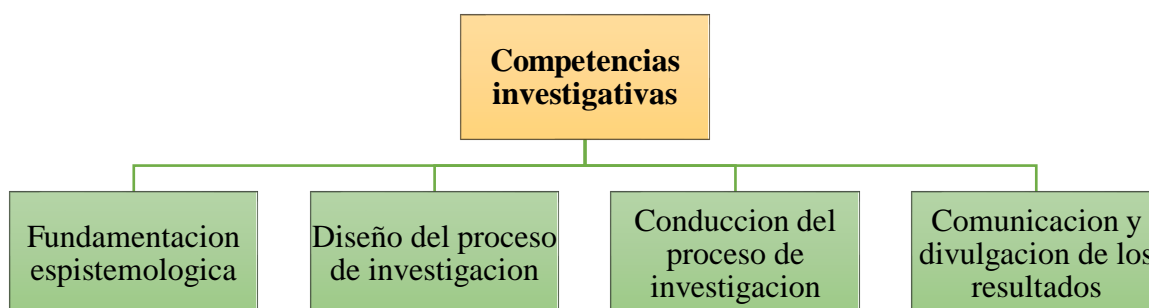 Competencias
investigativas
Fundamentacion
espistemologica
Diseño del proceso
de investigacion
Conduccion del
proceso de
investigacion
Comunicacion y
divulgacion de los
resultados